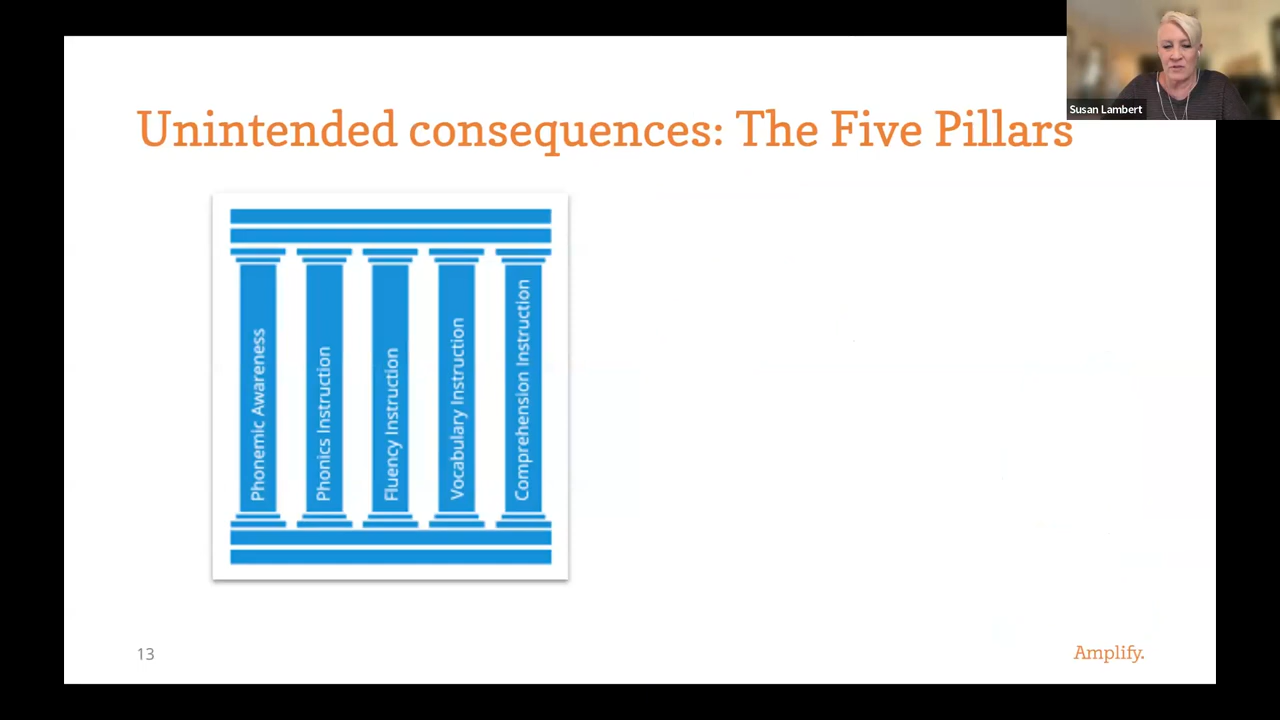 Susan Lambert
Unintended consequences: The Five Pillars
Phonemic Awareness
Phonics Instruction
Fluency Instruction
Vocabulary Instruction
Comprehension Instruction
13
Amplify.